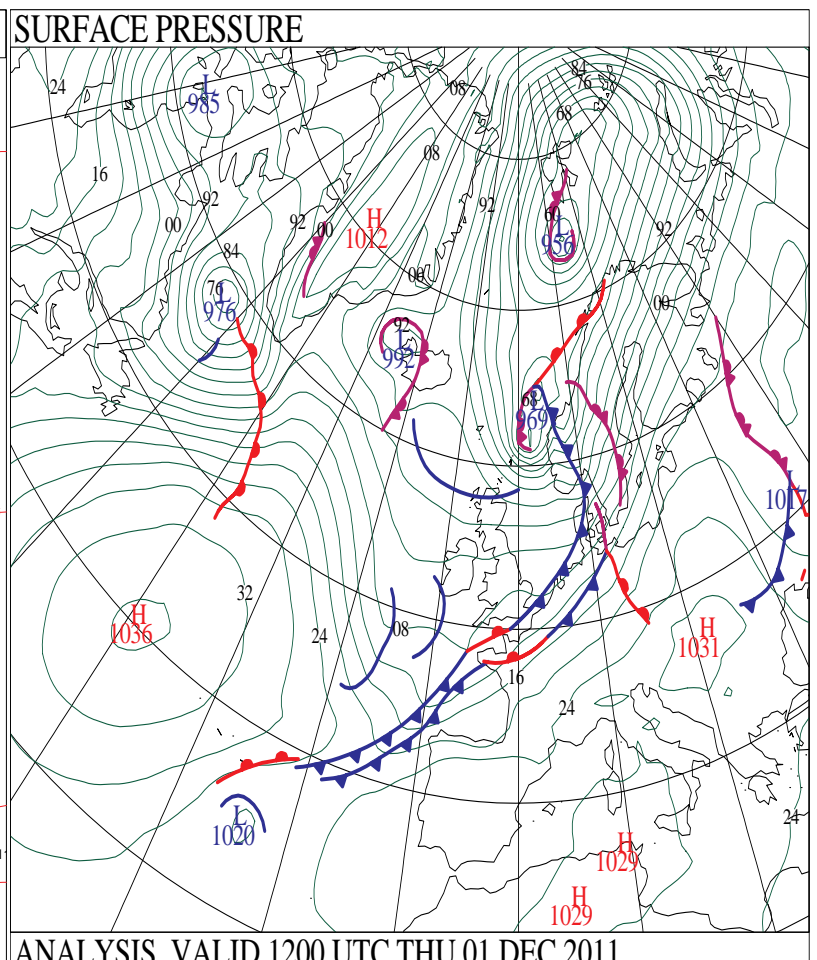 SURFACE PRESSURE
84
76
24
L
985
08
68
16
08
92
00
92
00
92
60
H
1012
L
956
92
84
00
76
L
976
00
92
L
992
68
L
969
L
1017
32
H
1036
24
08
H
1031
16
24
L
1020
24
H
1029
H
1029
ANALYSIS VALID 1200 UTC THU 01 DEC 2011